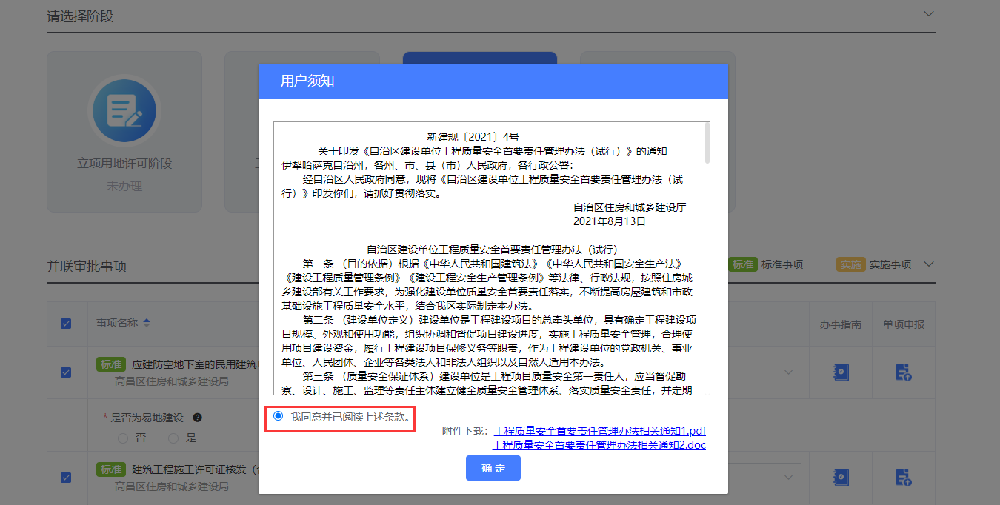 请选择阶段
用户须知
新建规〔2021〕4号
关于印发《自治区建设单位工程质量安全首要责任管理办法（试行）》的通知
伊犁哈萨克自治州，各州、市、县（市）人民政府，各行政公署：
经自治区人民政府同意，现将《自治区建设单位工程质量安全首要责任管理办法（试
行）》印发你们，请抓好贯彻落实。
自治区住房和城乡建设厅
2021年8月13日
自治区建设单位工程质量安全首要责任管理办法（试行）
第一条 （目的依据）根据《中华人民共和国建筑法》《中华人民共和国安全生产法》
《建设工程质量管理条例》《建设工程安全生产管理条例》等法律、行政法规，按照住房城
乡建设部有关工作要求，为强化建设单位质量安全首要责任落实，不断提高房屋建筑和市政
基础设施工程质量安全水平，结合我区实际制定本办法。
第二条 （建设单位定义）建设单位是工程建设项目的总牵头单位，具有确定工程建设项
目规模、外观和使用功能，组织协调和督促项目建设进度，实施工程质量安全管理，合理使
用项目建设资金，履行工程建设项目保修义务等职责，作为工程建设单位的党政机关、事业
单位、人民团体、企业等各类法人和非法人组织以及自然人适用本办法。
第三条 （质量安全保证体系）建设单位是工程项目质量安全第一责任人，应当督促勘
察、设计、施工、监理等责任主体建立健全质量安全管理体系、落实质量安全责任，并定期
我同意并已阅读上述条款。
附件下载： 工程质量安全首要责任管理办法相关通知1.pdf
工程质量安全首要责任管理办法相关通知2.doc
确 定
立项用地许可阶段
未办理
并联审批事项
标准 标准事项 实施 实施事项
事项名称 办事指南 单项申报
标准 应建防空地下室的民用建筑
高昌区住房和城乡建设局
* 是否为易地建设 ?
否 是
标准 建筑工程施工许可证核发（
高昌区住房和城乡建设局